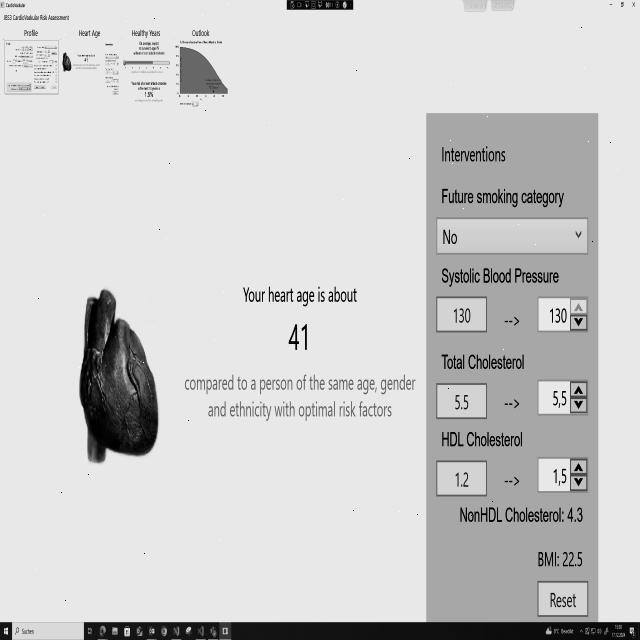 CardioVascular
JBS3 CardioVascular Risk Assessment
Profile
Heart Age
Healthy Years
Outlook
41
Interventions
Future smoking category
No
Systolic Blood Pressure
130 --> 130
Total Cholesterol
5.5 --> 5,5
HDL Cholesterol
1.2 --> 1,5
NonHDL Cholesterol: 4.3
BMI: 22.5
Reset
Your heart age is about
41
compared to a person of the same age, gender
and ethnicity with optimal risk factors
Suchen